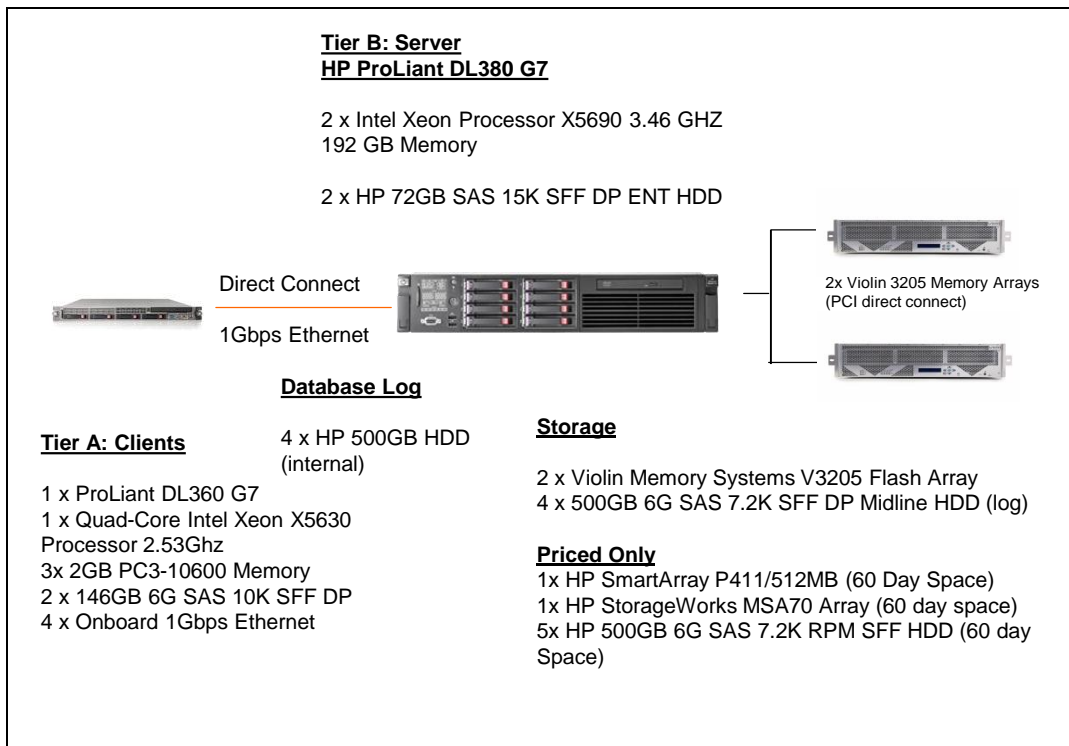 Tier B: Server
HP ProLiant DL380 G7
2 x Intel Xeon Processor X5690 3.46 GHZ
192 GB Memory
2 x HP 72GB SAS 15K SFF DP ENT HDD
Direct Connect
1Gbps Ethernet
2x Violin 3205 Memory Arrays
(PCI direct connect)
Database Log
4 x HP 500GB HDD
(internal)
Tier A: Clients
1 x ProLiant DL360 G7
1 x Quad-Core Intel Xeon X5630
Processor 2.53Ghz
3x 2GB PC3-10600 Memory
2 x 146GB 6G SAS 10K SFF DP
4 x Onboard 1Gbps Ethernet
Storage
2 x Violin Memory Systems V3205 Flash Array
4 x 500GB 6G SAS 7.2K SFF DP Midline HDD (log)
Priced Only
1x HP SmartArray P411/512MB (60 Day Space)
1x HP StorageWorks MSA70 Array (60 day space)
5x HP 500GB 6G SAS 7.2K RPM SFF HDD (60 day
Space)